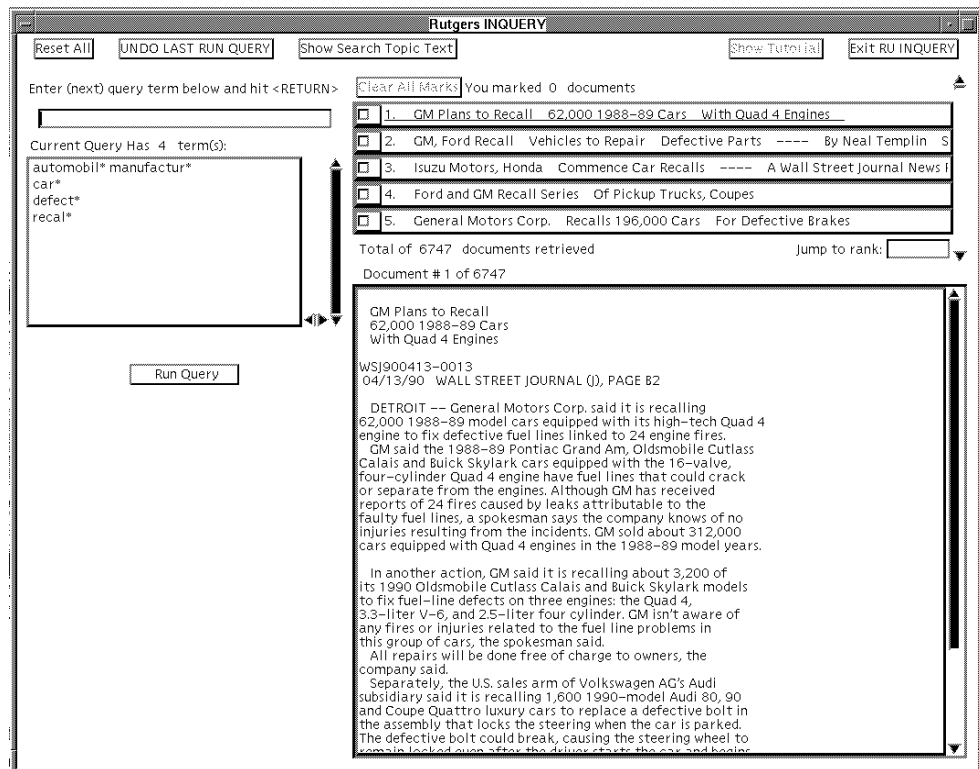 Rutgers INQUERY
Reset All
UNDO LAST RUN QUERY
Show Search Topic Text
Show Tutorial
Exit RU INQUERY
Enter (next) query term below and hit <RETURN>
Current Query Has 4 term(s):
automobil* manufactur*
car*
defect*
recal*
Run Query
Clear All Marks You marked 0 documents
1. GM Plans to Recall 62,000 1988-89 Cars With Quad 4 Engines
2. GM, Ford Recall Vehicles to Repair Defective Parts ---- By Neal Templin S
3. Isuzu Motors, Honda Commence Car Recalls ---- A Wall Street Journal News
4. Ford and GM Recall Series Of Pickup Trucks, Coupes
5. General Motors Corp. Recalls 196,000 Cars For Defective Brakes
Total of 6747 documents retrieved
Jump to rank:
Document # 1 of 6747
GM Plans to Recall
62,000 1988-89 Cars
With Quad 4 Engines
WSJ900413-0013
04/13/90 WALL STREET JOURNAL (J), PAGE B2
DETROIT -- General Motors Corp. said it is recalling
62,000 1988-89 model cars equipped with its high-tech Quad 4
engine to fix defective fuel lines linked to 24 engine fires.
GM said the 1988-89 Pontiac Grand Am, Oldsmobile Cutlass
Calais and Buick Skylark cars equipped with the 16-valve,
four-cylinder Quad 4 engine have fuel lines that could crack
or separate from the engines. Although GM has received
reports of 24 fires caused by leaks attributable to the
faulty fuel lines, a spokesman says the company knows of no
injuries resulting from the incidents. GM sold about 312,000
cars equipped with Quad 4 engines in the 1988-89 model years.
In another action, GM said it is recalling about 3,200 of
its 1990 Oldsmobile Cutlass Calais and Buick Skylark models
to fix fuel-line defects on three engines: the Quad 4,
3.3-liter V-6, and 2.5-liter four cylinder. GM isn't aware of
any fires or injuries related to the fuel line problems in
this group of cars, the spokesman said.
All repairs will be done free of charge to owners, the
company said.
Separately, the U.S. sales arm of Volkswagen AG's Audi
subsidiary said it is recalling 1,600 1990-model Audi 80, 90
and Coupe Quattro luxury cars to replace a defective bolt in
the assembly that locks the steering when the car is parked.
The defective bolt could break, causing the steering wheel to
remain locked even after the driver starts the car and begins